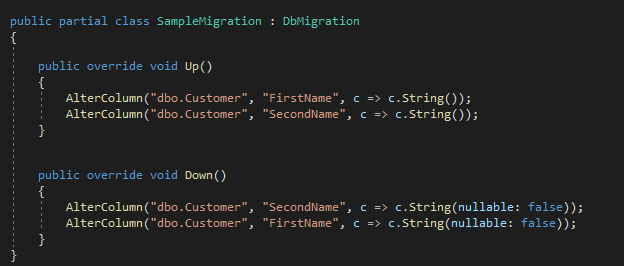 public partial class SampleMigration : DbMigration
{
public override void Up()
{
AlterColumn("dbo.Customer", "FirstName", c => c.String());
AlterColumn("dbo.Customer", "SecondName", c => c.String());
}
public override void Down()
{
AlterColumn("dbo.Customer", "SecondName", c => c.String(nullable: false));
AlterColumn("dbo.Customer", "FirstName", c => c.String(nullable: false));
}
}